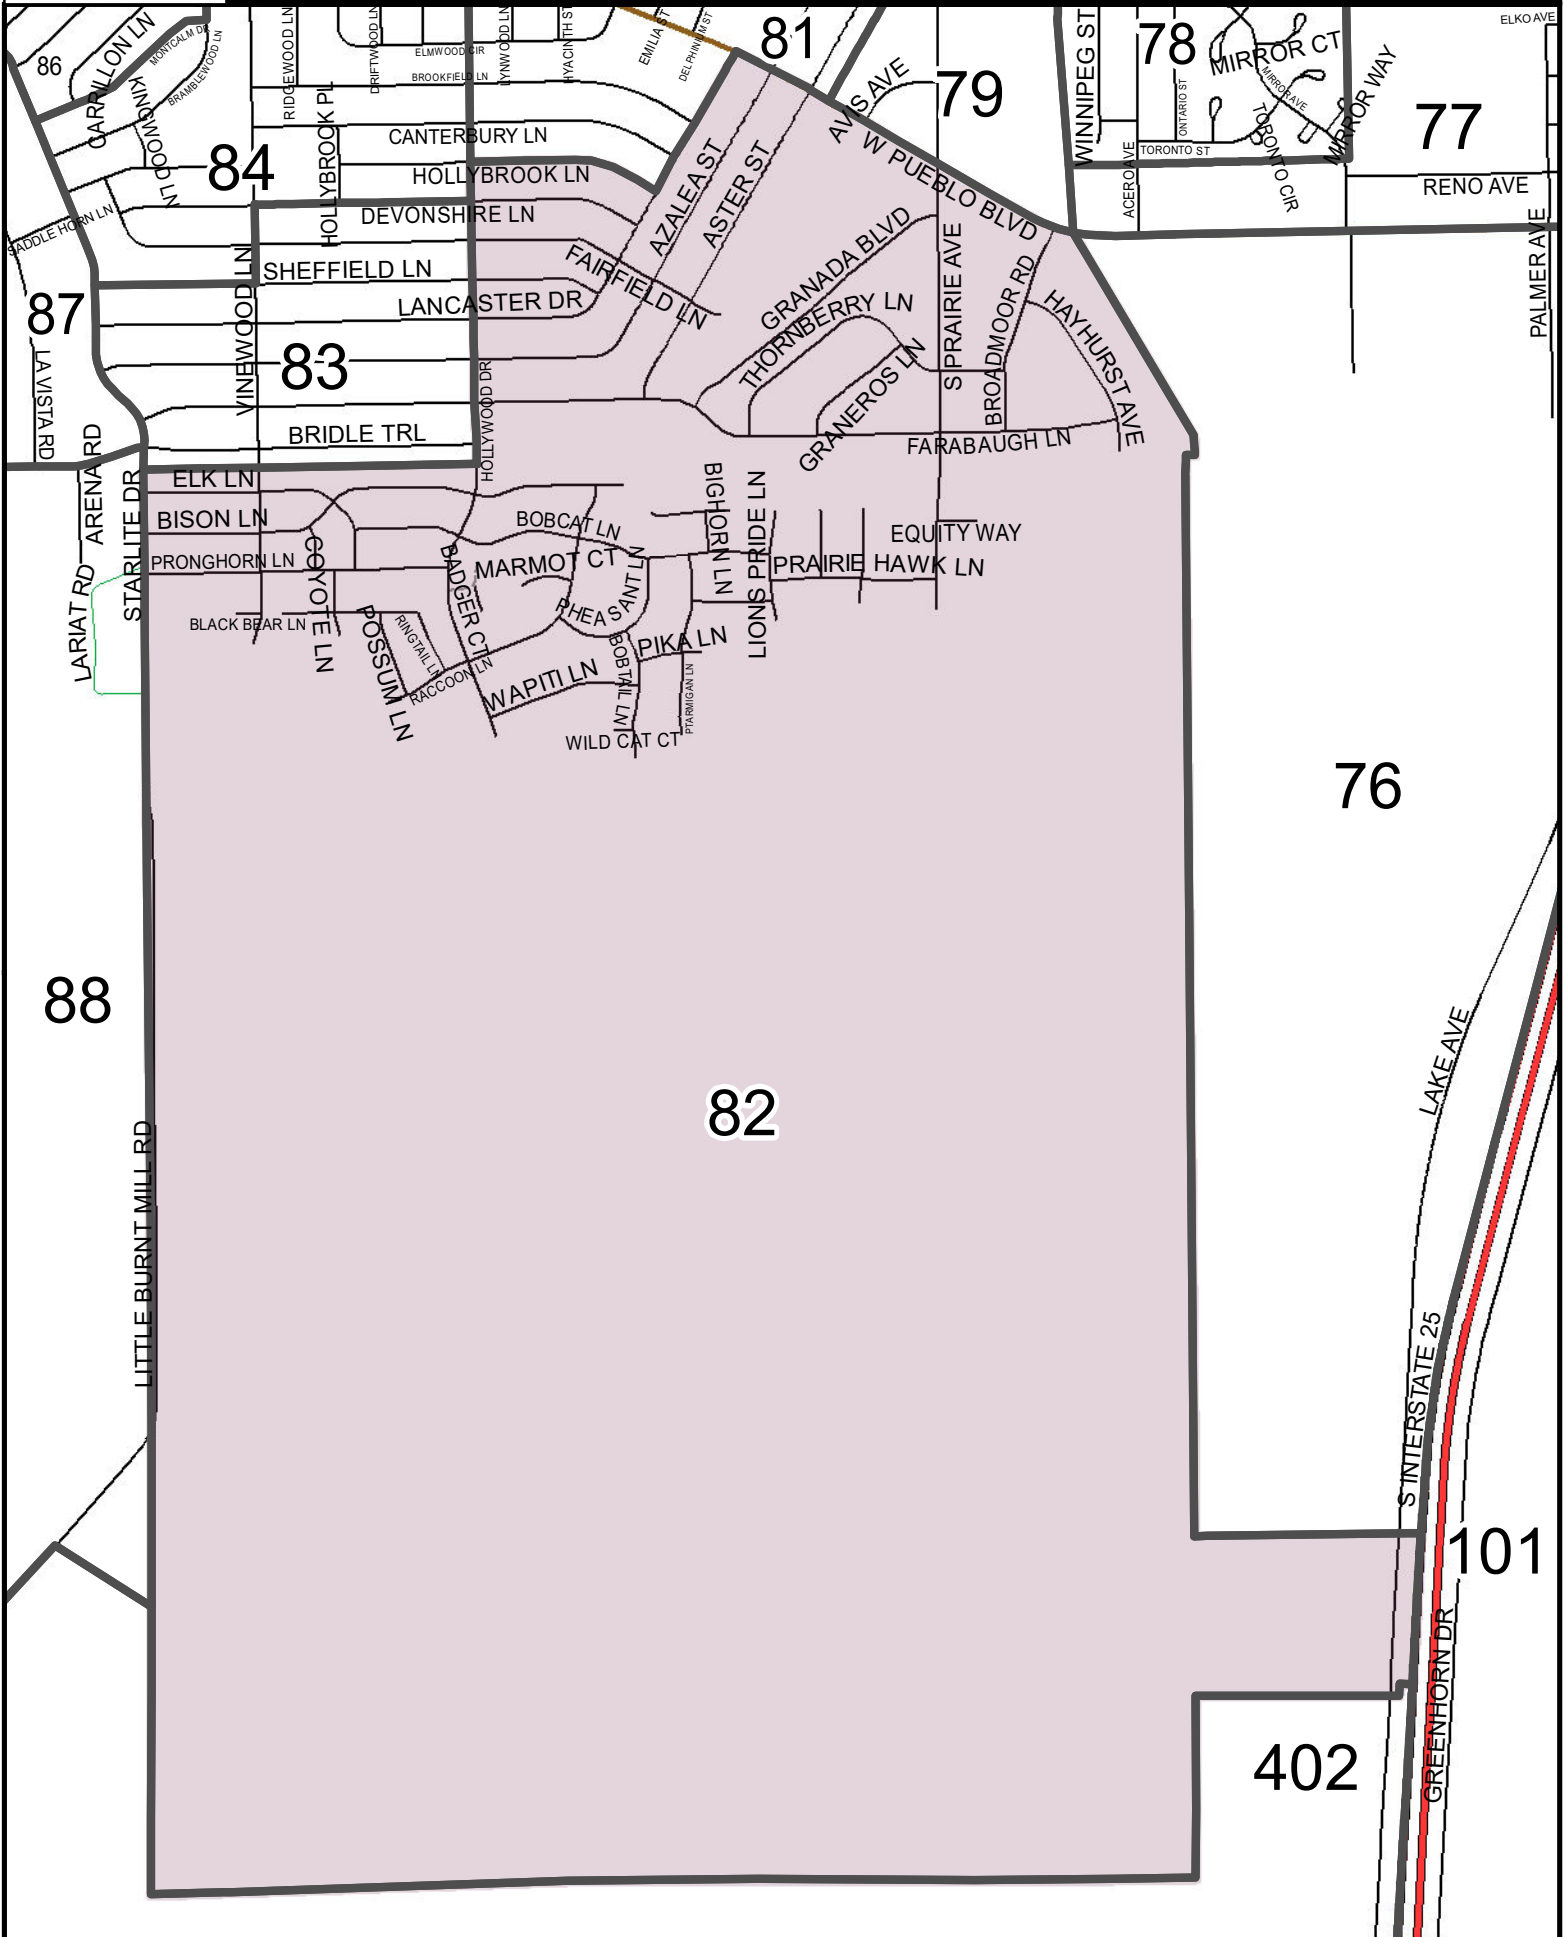 81
78
ELKO AVE
86
CARRILLON LN
MONTCALM DR
BRAMBLEWOOD LN
KINGWOOD LN
RIDGEWOOD LN
DRIFTWOOD LN
ELMWOOD CIR
BROOKFIELD LN
LYNWOOD LN
HYACINTH ST
EMILIA ST
DELPHINIUM ST
AVIS AVE
79
WINNIPEG ST
MIRROR CT
MIRROR AVE
MIRROR WAY
ONTARIO ST
TORONTO ST
TORONTO CIR
77
84
HOLLYBROOK PL
CANTERBURY LN
HOLLYBROOK LN
DEVONSHIRE LN
AZALEA ST
ASTER ST
W PUEBLO BLVD
ACERO AVE
RENO AVE
PALMER AVE
SADDLE HORN LN
87
VINEWOOD LN
SHEFFIELD LN
LANCASTER DR
FAIRFIELD LN
GRANADA BLVD
THORNBERRY LN
GRANEROS LN
S PRAIRIE AVE
BROADMOOR RD
HAYHURST AVE
83
LA VISTA RD
ARENA RD
BRIDLE TRL
HOLLYWOOD DR
FARABAUGH LN
STARLITE DR
ELK LN
BISON LN
PRONGHORN LN
LARIAT RD
BLACK BEAR LN
COYOTE LN
POSSUM LN
RINGTAIL LN
RACCOON LN
BADGER CT
BOBCAT LN
MARMOT CT
PHEASANT LN
BIGHORN LN
LIONS PRIDE LN
EQUITY WAY
PRAIRIE HAWK LN
PIKA LN
BOBTAIL LN
WAPITI LN
PTARMIGAN LN
WILD CAT CT
76
88
82
LAKE AVE
LITTLE BURNT MILL RD
S INTERSTATE 25
101
GREENHORN DR
402